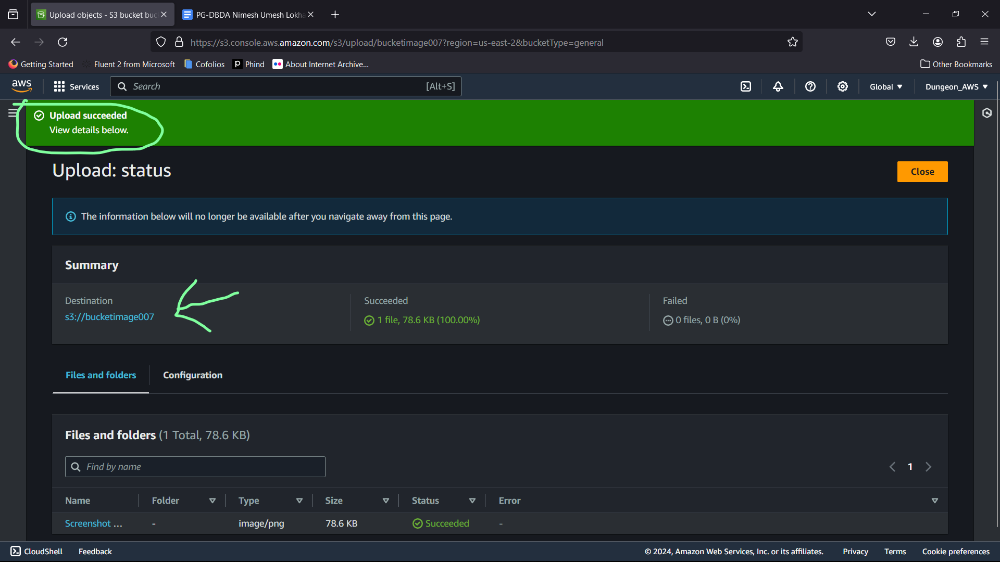 Upload objects - S3 bucket buc
PG-DBDA Nimesh Umesh Lokha
https://s3.console.aws.amazon.com/s3/upload/bucketimage007?region=us-east-2&bucketType=general
Getting Started
Fluent 2 from Microsoft
Cofolios
Phind
About Internet Archive...
Other Bookmarks
aws
Services
Search
[Alt+S]
Global
Dungeon_AWS
Upload succeeded
View details below.
Upload: status
Close
The information below will no longer be available after you navigate away from this page.
Summary
Destination
s3://bucketimage007
Succeeded
1 file, 78.6 KB (100.00%)
Failed
0 files, 0 B (0%)
Files and folders
Configuration
Files and folders (1 Total, 78.6 KB)
Find by name
1
Name
Folder
Type
Size
Status
Error
Screenshot ...
-
image/png
78.6 KB
Succeeded
-
CloudShell
Feedback
© 2024, Amazon Web Services, Inc. or its affiliates.
Privacy
Terms
Cookie preferences